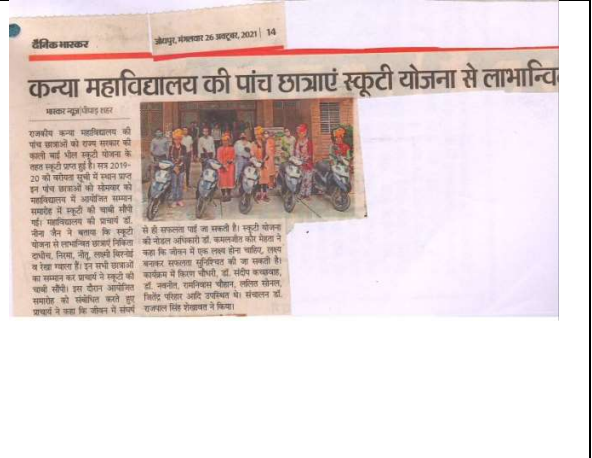 दैनिक भास्कर
जोधपुर, मंगलवार 26 अक्टूबर, 2021 | 14
कन्या महाविद्यालय की पांच छात्राएं स्कूटी योजना से लाभान्वि
भास्कर न्यूज|पीपाड़ शहर
राजकीय कन्या महाविद्यालय की
पांच छात्राओं को राज्य सरकार की
काली बाई भील स्कूटी योजना के
तहत स्कूटी प्राप्त हुई है। सत्र 2019-
20 की वरीयता सूची में स्थान प्राप्त
इन पांच छात्राओं को सोमवार को
महाविद्यालय में आयोजित सम्मान
समारोह में स्कूटी की चाबी सौंपी
गई। महाविद्यालय की प्राचार्य डॉ.
नीना जैन ने बताया कि स्कूटी
योजना से लाभान्वित छात्राएं निकिता
दाधीच, निरमा, नीतू, लक्ष्मी बिश्नोई
व रेखा ग्वाला हैं। इन सभी छात्राओं
का सम्मान कर प्राचार्य ने स्कूटी की
चाबी सौंपी। इस दौरान आयोजित
समारोह को संबोधित करते हुए
प्राचार्य ने कहा कि जीवन में संघर्ष
से ही सफलता पाई जा सकती है। स्कूटी योजना
की नोडल अधिकारी डॉ. कमलजीत कौर मेहता ने
कहा कि जीवन में एक लक्ष्य होना चाहिए, लक्ष्य
बनाकर सफलता सुनिश्चित की जा सकती है।
कार्यक्रम में किरण चौधरी, डॉ. संदीप कच्छवाह,
डॉ. नवनीत, रामनिवास चौहान, ललित सोनल,
जितेंद्र परिहार आदि उपस्थित थे। संचालन डॉ.
राजपाल सिंह शेखावत ने किया।